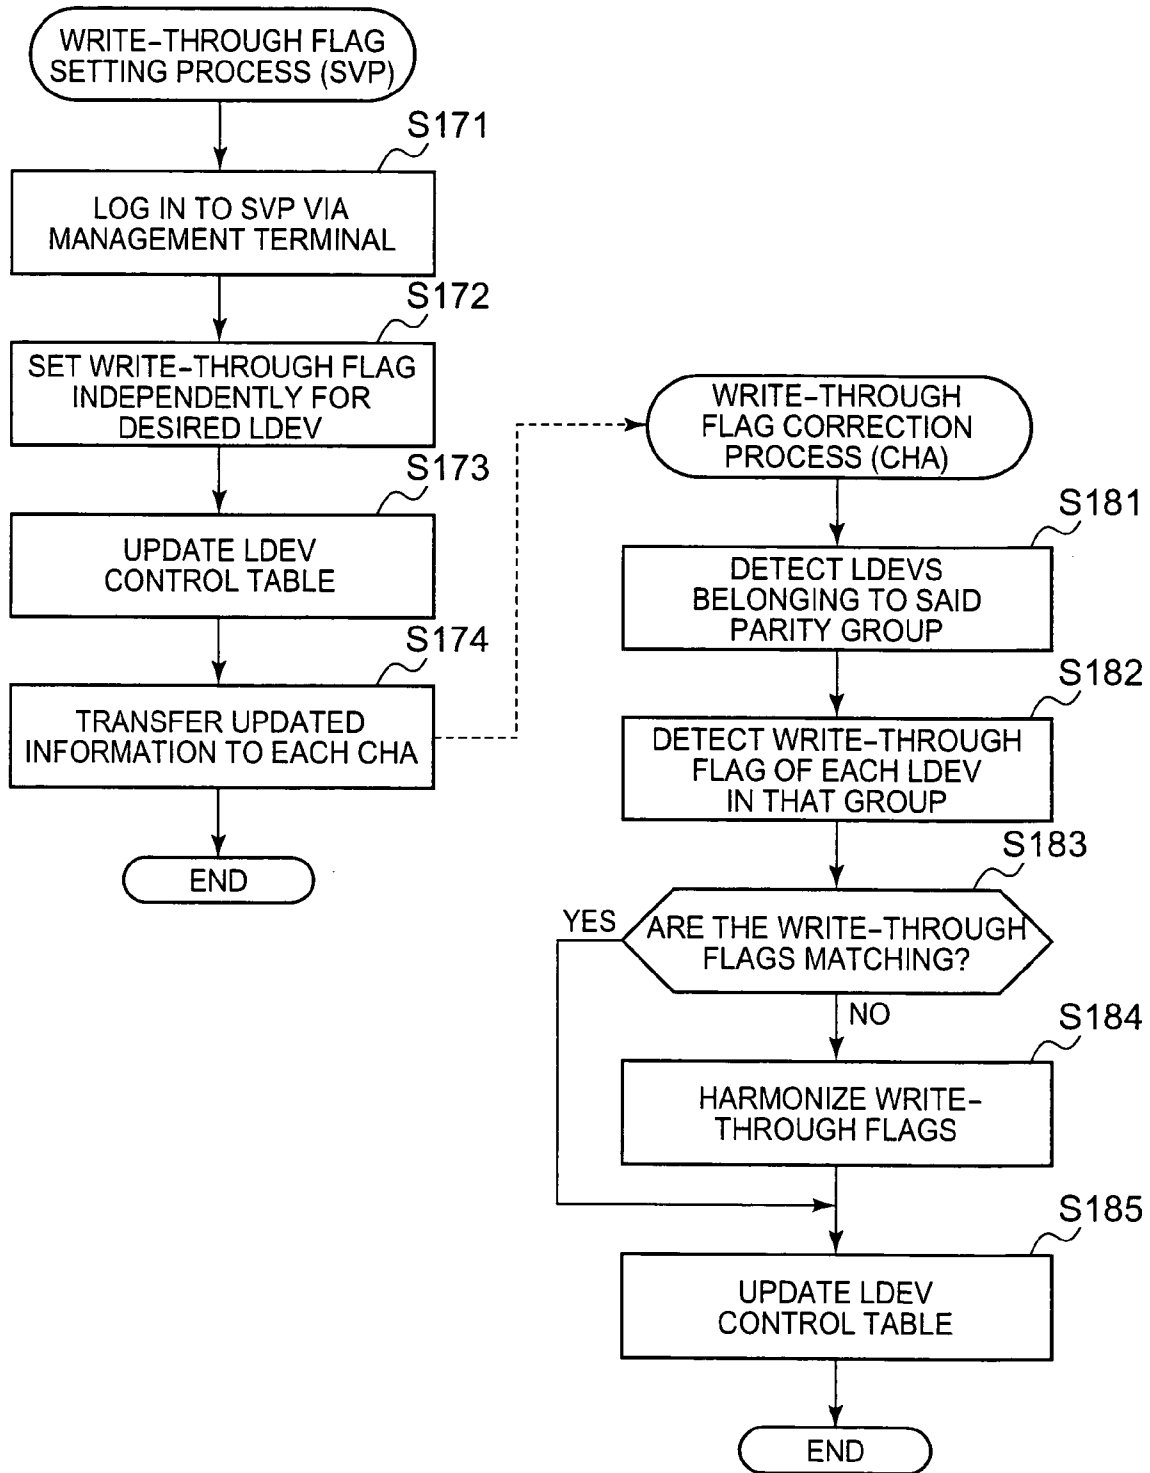 WRITE-THROUGH FLAG
SETTING PROCESS (SVP)
S171
LOG IN TO SVP VIA
MANAGEMENT TERMINAL
S172
SET WRITE-THROUGH FLAG
INDEPENDENTLY FOR
DESIRED LDEV
S173
UPDATE LDEV
CONTROL TABLE
S174
TRANSFER UPDATED
INFORMATION TO EACH CHA
END
WRITE-THROUGH
FLAG CORRECTION
PROCESS (CHA)
S181
DETECT LDEVS
BELONGING TO SAID
PARITY GROUP
S182
DETECT WRITE-THROUGH
FLAG OF EACH LDEV
IN THAT GROUP
S183
YES
ARE THE WRITE-THROUGH
FLAGS MATCHING?
NO
S184
HARMONIZE WRITE-
THROUGH FLAGS
S185
UPDATE LDEV
CONTROL TABLE
END